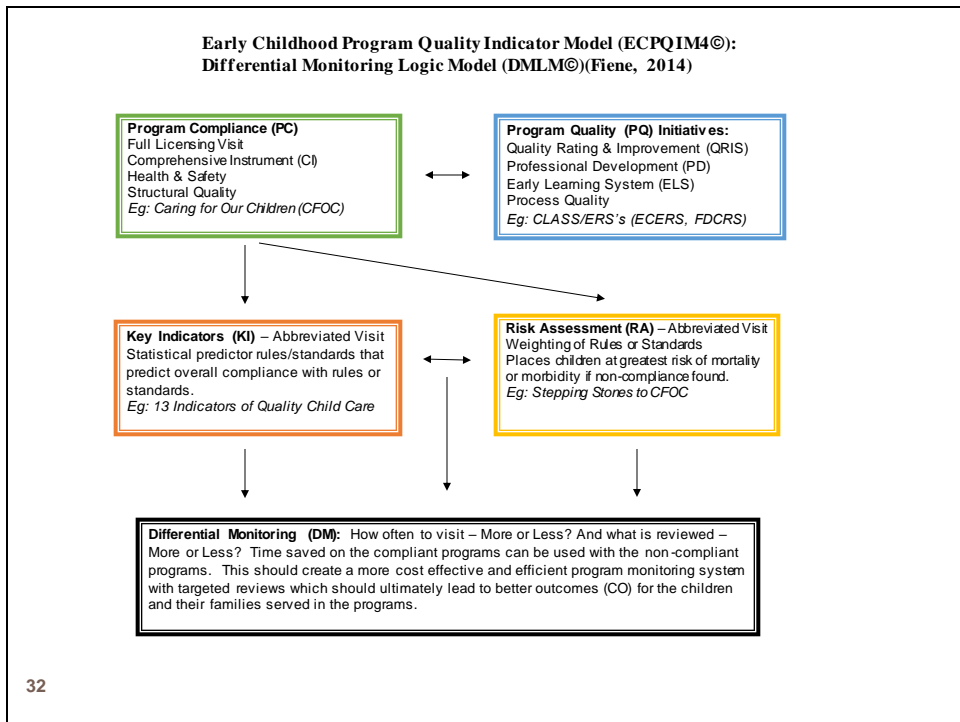 Early Childhood Program Quality Indicator Model (ECPQIM4©):
Differential Monitoring Logic Model (DMLM©)(Fiene, 2014)
Program Compliance (PC)
Full Licensing Visit
Comprehensive Instrument (CI)
Health & Safety
Structural Quality
Eg: Caring for Our Children (CFOC)
Program Quality (PQ) Initiatives:
Quality Rating & Improvement (QRIS)
Professional Development (PD)
Early Learning System (ELS)
Process Quality
Eg: CLASS/ERS's (ECERS, FDCRS)
Key Indicators (KI) – Abbreviated Visit
Statistical predictor rules/standards that
predict overall compliance with rules or
standards.
Eg: 13 Indicators of Quality Child Care
Risk Assessment (RA) – Abbreviated Visit
Weighting of Rules or Standards
Places children at greatest risk of mortality
or morbidity if non-compliance found.
Eg: Stepping Stones to CFOC
Differential Monitoring (DM): How often to visit – More or Less? And what is reviewed –
More or Less? Time saved on the compliant programs can be used with the non-compliant
programs. This should create a more cost effective and efficient program monitoring system
with targeted reviews which should ultimately lead to better outcomes (CO) for the children
and their families served in the programs.
32